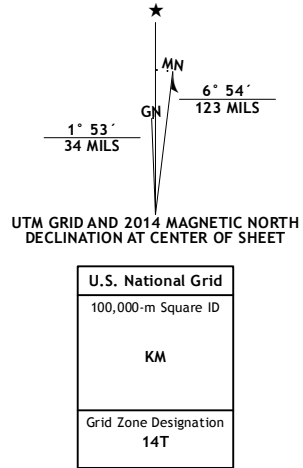 ★
MN
GN
6° 54´
123 MILS
1° 53´
34 MILS
UTM GRID AND 2014 MAGNETIC NORTH
DECLINATION AT CENTER OF SHEET
U.S. National Grid
100,000-m Square ID
KM
Grid Zone Designation
14T